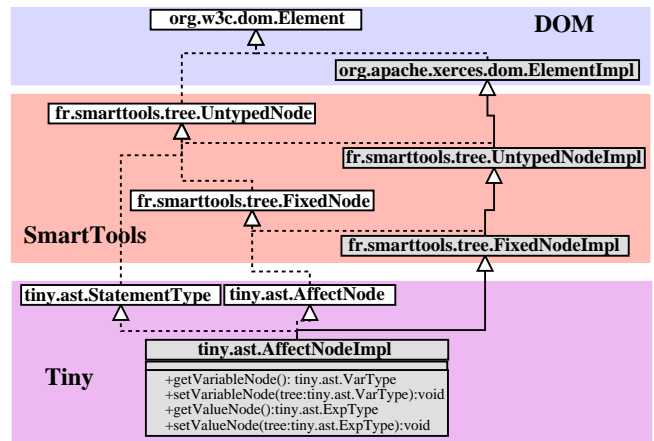 org.w3c.dom.Element
DOM
org.apache.xerces.dom.ElementImpl
fr.smarttools.tree.UntypedNode
fr.smarttools.tree.UntypedNodeImpl
fr.smarttools.tree.FixedNode
SmartTools
fr.smarttools.tree.FixedNodeImpl
tiny.ast.StatementType
tiny.ast.AffectNode
tiny.ast.AffectNodeImpl
Tiny
+getVariableNode(): tiny.ast.VarType
+setVariableNode(tree:tiny.ast.VarType):void
+getValueNode():tiny.ast.ExpType
+setValueNode(tree:tiny.ast.ExpType):void